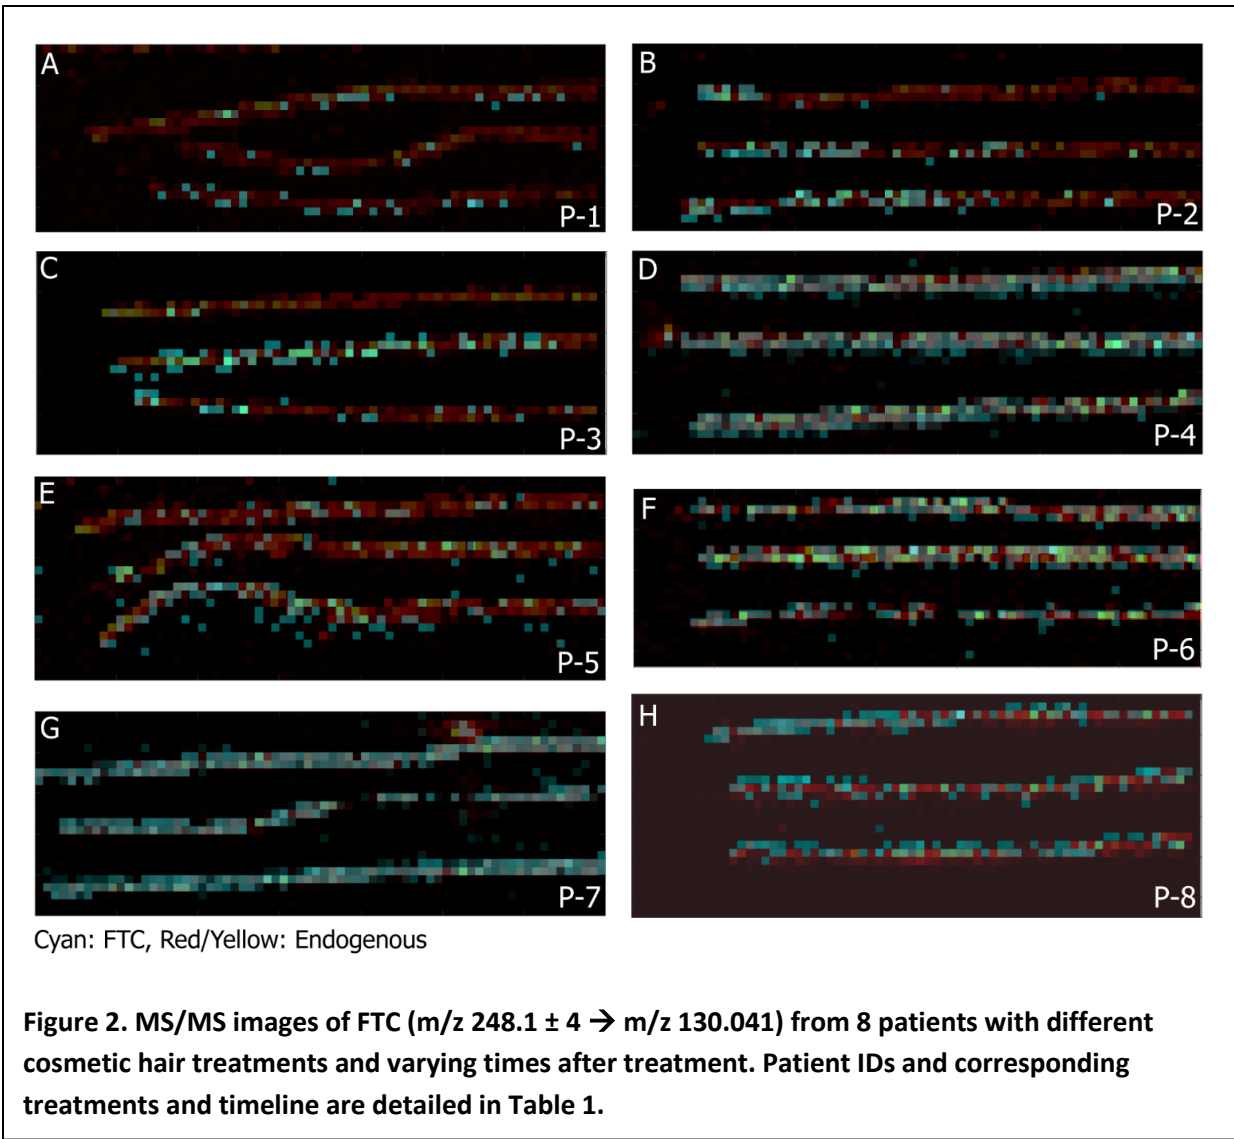 A
P-1
B
P-2
C
P-3
D
P-4
E
P-5
F
P-6
G
P-7
H
P-8
Cyan: FTC, Red/Yellow: Endogenous
Figure 2. MS/MS images of FTC (m/z 248.1 ± 4 → m/z 130.041) from 8 patients with different
cosmetic hair treatments and varying times after treatment. Patient IDs and corresponding
treatments and timeline are detailed in Table 1.